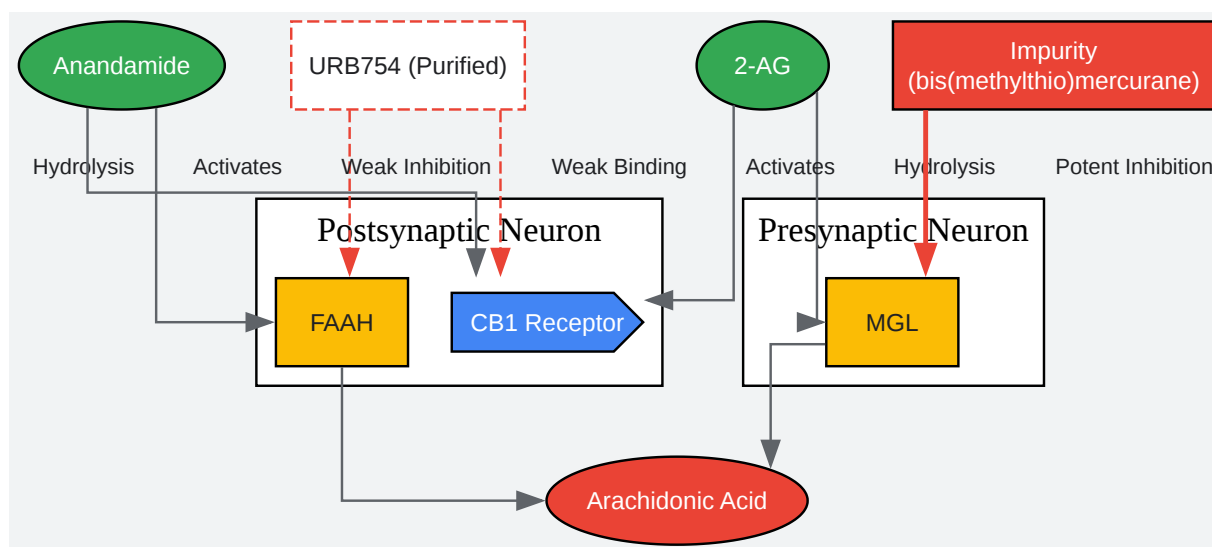 Anandamide
URB754 (Purified)
2-AG
Impurity
(bis(methylthio)mercurane)
Hydrolysis
Activates
Weak Inhibition
Weak Binding
Activates
Hydrolysis
Potent Inhibition
Postsynaptic Neuron
Presynaptic Neuron
FAAH
CB1 Receptor
MGL
Arachidonic Acid